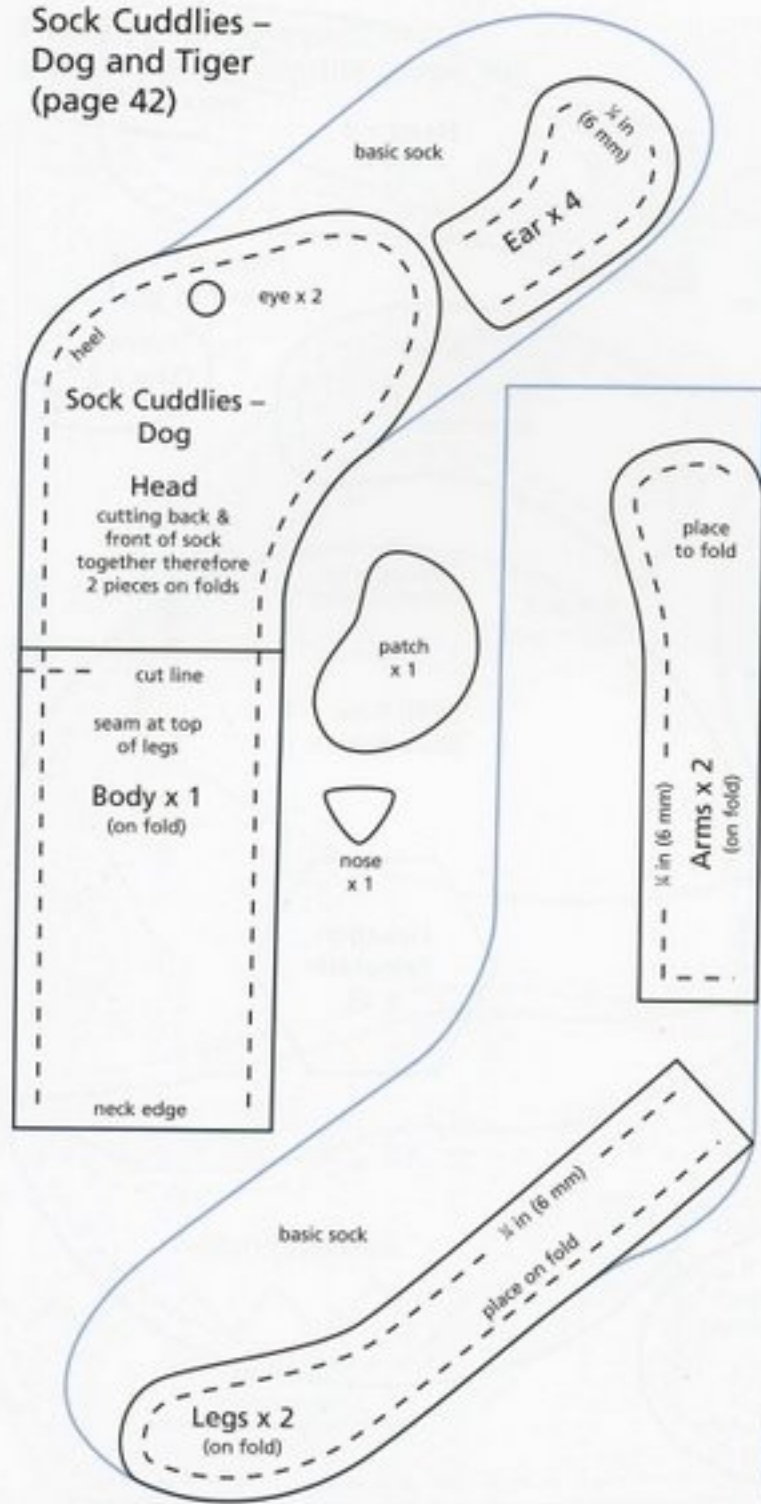 Sock Cuddlies –
Dog and Tiger
(page 42)
basic sock
¼ in
(6 mm)
Ear x 4
eye x 2
heel
Sock Cuddlies –
Dog
Head
cutting back &
front of sock
together therefore
2 pieces on folds
place
to fold
patch
x 1
cut line
seam at top
of legs
Body x 1
(on fold)
¼ in (6 mm)
Arms x 2
(on fold)
nose
x 1
neck edge
¼ in (6 mm)
basic sock
place on fold
Legs x 2
(on fold)